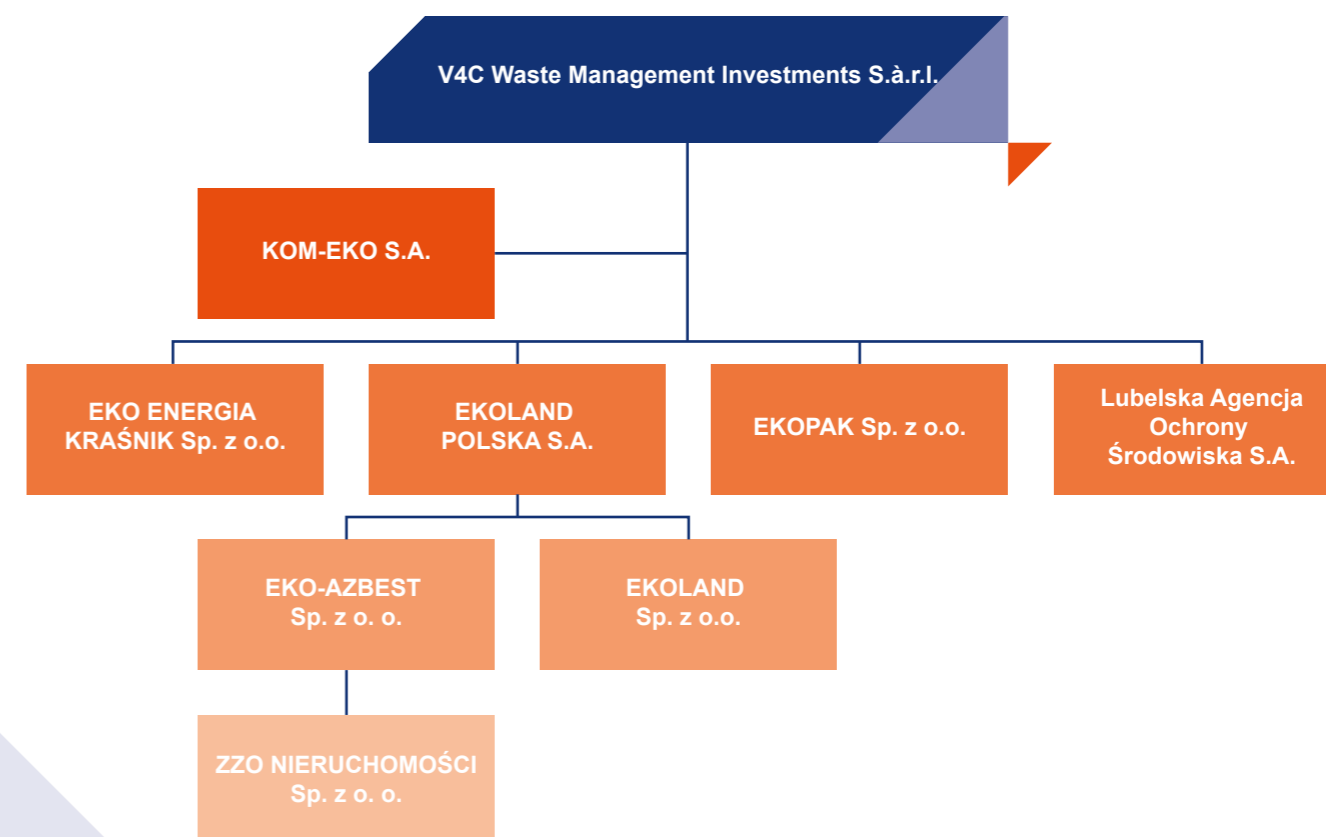 V4C Waste Management Investments S.à.r.l.
KOM-EKO S.A.
EKO ENERGIA
KRAŚNIK Sp. z o.o.
EKOLAND
POLSKA S.A.
EKOPAK Sp. z o.o.
Lubelska Agencja
Ochrony
Środowiska S.A.
EKO-AZBEST
Sp. z o. o.
EKOLAND
Sp. z o.o.
ZZO NIERUCHOMOŚCI
Sp. z o. o.